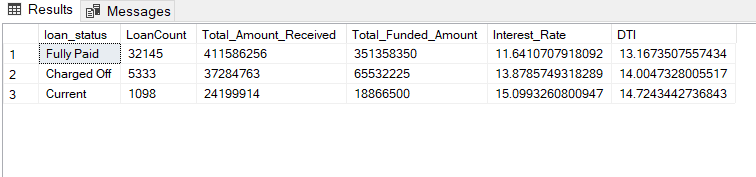 Results Messages
loan_status LoanCount Total_Amount_Received Total_Funded_Amount Interest_Rate DTI
1 Fully Paid 32145 411586256 351358350 11.6410707918092 13.1673507557434
2 Charged Off 5333 37284763 65532225 13.8785749318289 14.0047328005517
3 Current 1098 24199914 18866500 15.0993260800947 14.7243442736843